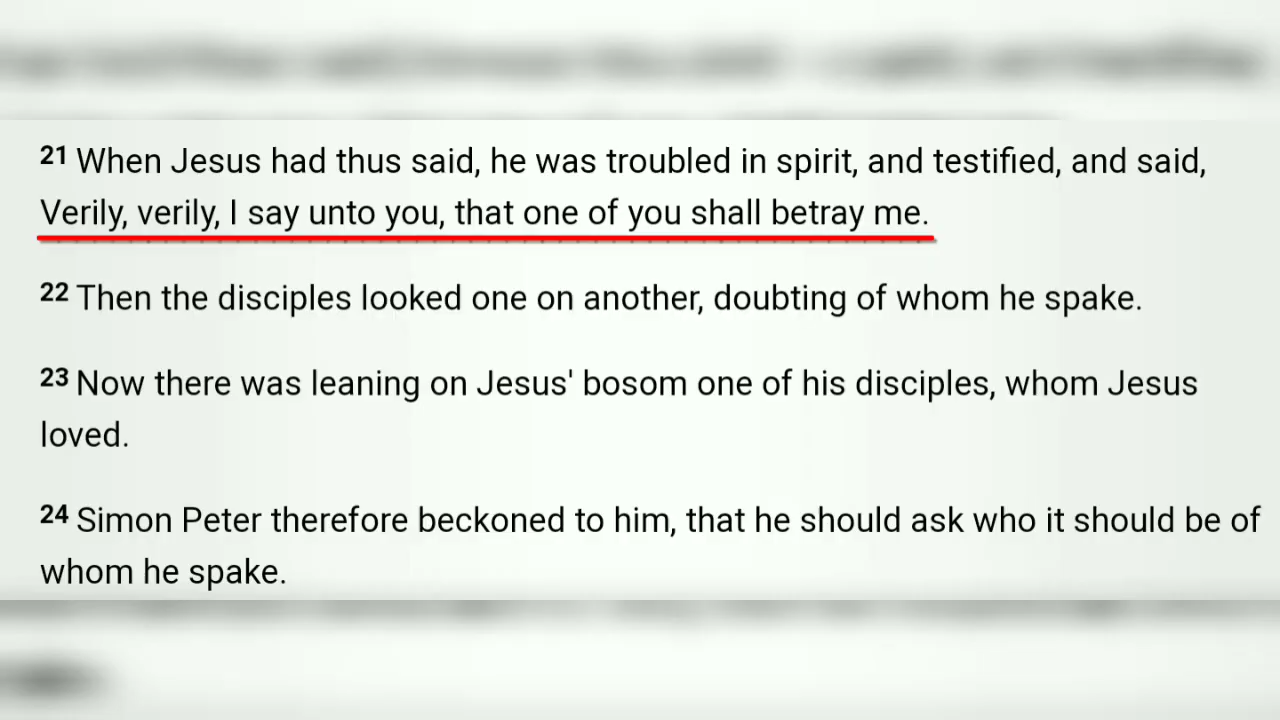 21 When Jesus had thus said, he was troubled in spirit, and testified, and said,
Verily, verily, I say unto you, that one of you shall betray me.
22 Then the disciples looked one on another, doubting of whom he spake.
23 Now there was leaning on Jesus' bosom one of his disciples, whom Jesus
loved.
24 Simon Peter therefore beckoned to him, that he should ask who it should be of
whom he spake.